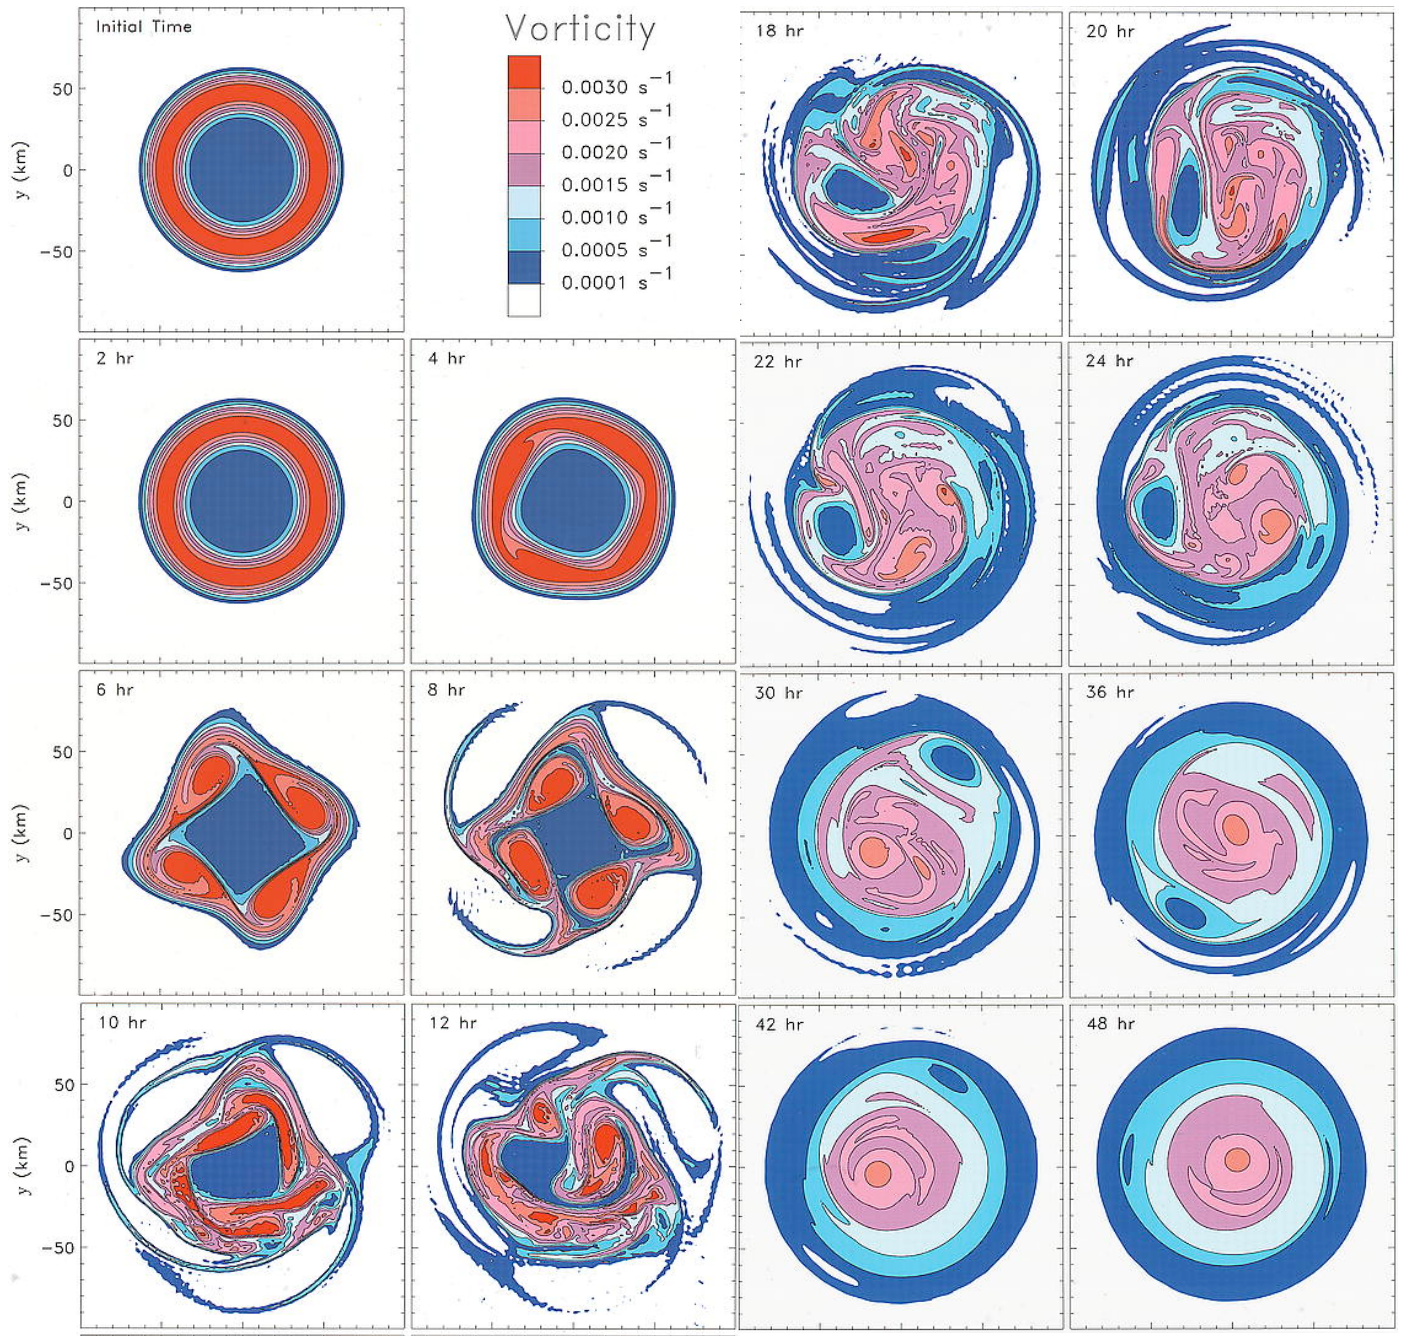 Initial Time
Vorticity
0.0030 s⁻¹
0.0025 s⁻¹
0.0020 s⁻¹
0.0015 s⁻¹
0.0010 s⁻¹
0.0005 s⁻¹
0.0001 s⁻¹
18 hr
20 hr
50
0
-50
y (km)
2 hr
4 hr
22 hr
24 hr
50
0
-50
y (km)
6 hr
8 hr
30 hr
36 hr
50
0
-50
y (km)
10 hr
12 hr
42 hr
48 hr
50
0
-50
y (km)